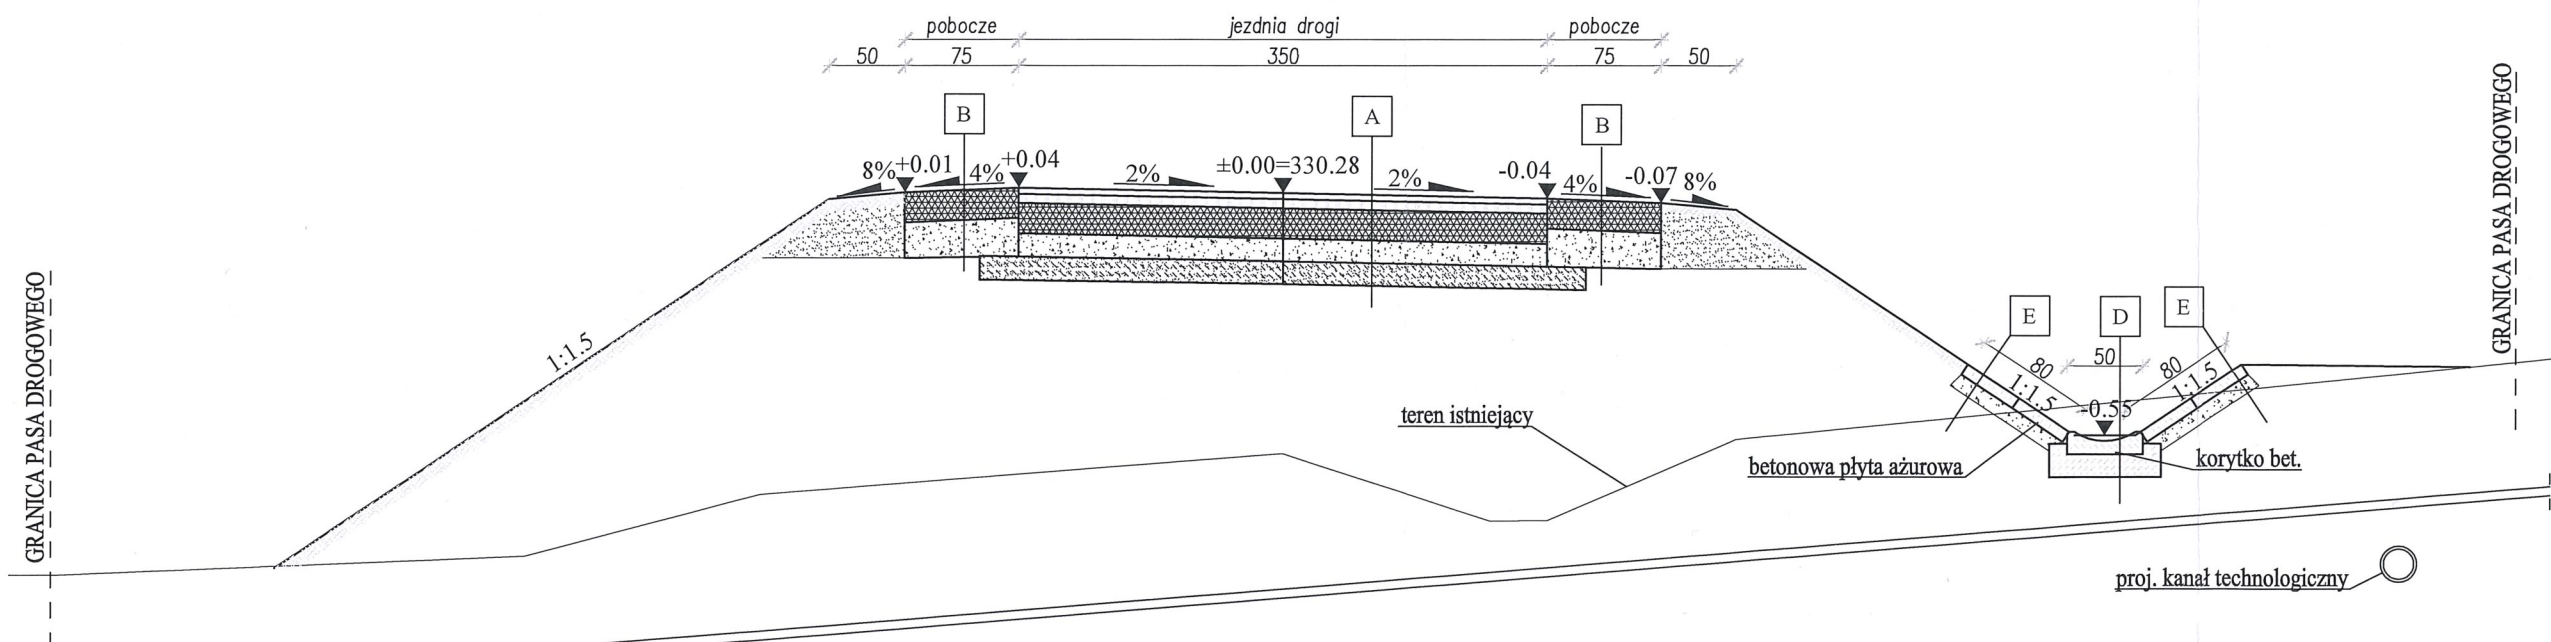 pobocze jezdnia drogi pobocze
50 75 350 75 50
B A B
8% +0.01 4% +0.04 2% ±0.00=330.28 2% -0.04 4% -0.07 8%
GRANICA PASA DROGOWEGO
1:1.5
teren istniejący
E D E
80 50 80
1:1.5 -0.55 1:1.5
betonowa płyta ażurowa
korytko bet.
proj. kanał technologiczny
GRANICA PASA DROGOWEGO